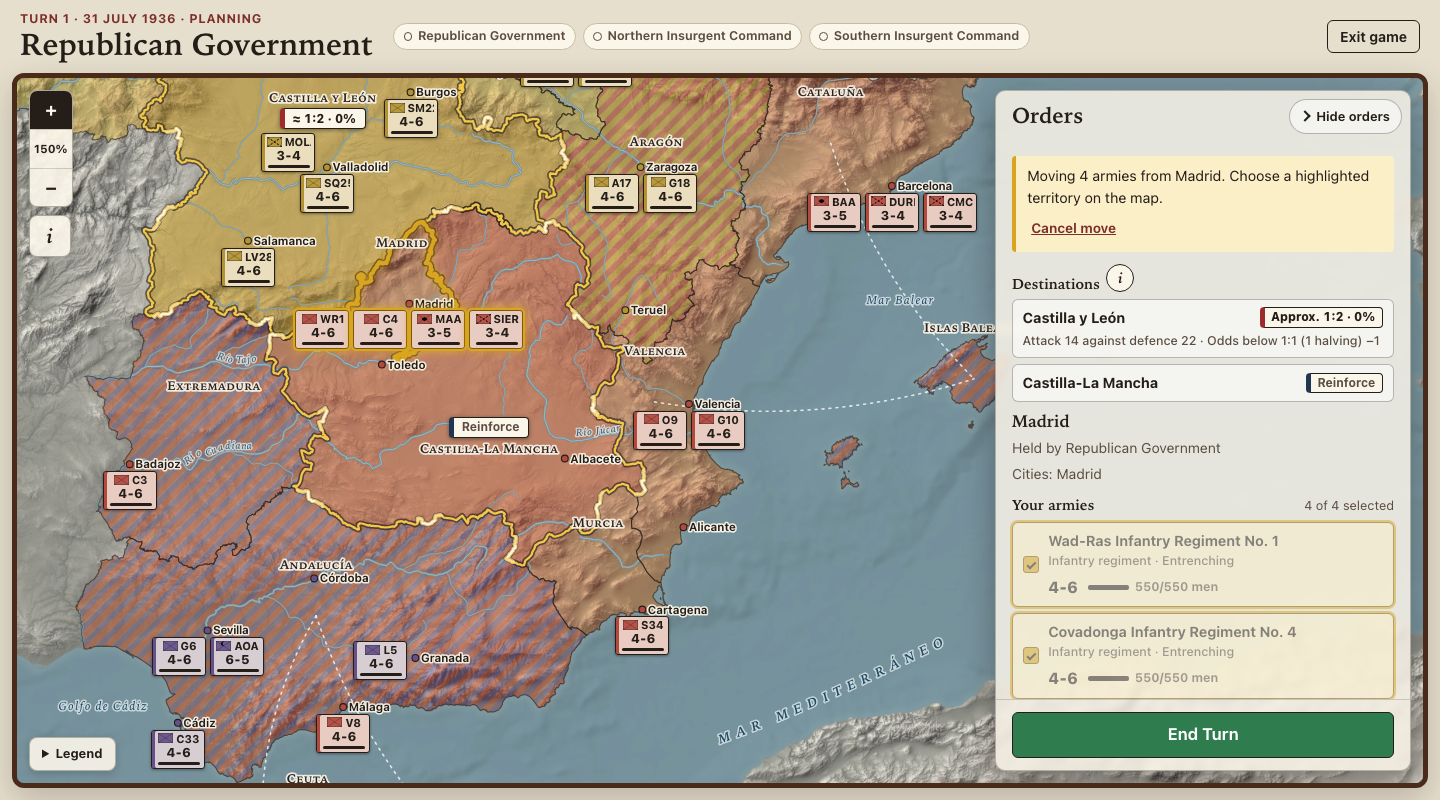 TURN 1 · 31 JULY 1936 · PLANNING
Republican Government
Republican Government
Northern Insurgent Command
Southern Insurgent Command
Exit game
+
150%
−
i
CASTILLA Y LEÓN
≈ 1:2 · 0%
Burgos
SM2
4-6
MOL
3-4
Valladolid
SQ2
4-6
Salamanca
LV28
4-6
CATALUÑA
ARAGÓN
Zaragoza
A17
4-6
G18
4-6
Barcelona
BAA
3-5
DUR
3-4
CMC
3-4
MADRID
Madrid
WR1
4-6
C4
4-6
MAA
3-5
SIER
3-4
Toledo
Teruel
Mar Balear
ISLAS BALEA
VALENCIA
Río Tajo
EXTREMADURA
Valencia
O9
4-6
G10
4-6
Reinforce
Río Júcar
CASTILLA-LA MANCHA
Albacete
Badajoz
Río Guadiana
C3
4-6
MURCIA
Alicante
ANDALUCÍA
Córdoba
Cartagena
S34
4-6
Sevilla
G6
4-6
AOA
6-5
L5
4-6
Granada
Golfo de Cádiz
Málaga
V8
4-6
Cádiz
C33
4-6
MAR MEDITERRÁNEO
CEUTA
Legend
Orders
Hide orders
Moving 4 armies from Madrid. Choose a highlighted
territory on the map.
Cancel move
Destinations
i
Castilla y León
Approx. 1:2 · 0%
Attack 14 against defence 22 · Odds below 1:1 (1 halving) −1
Castilla-La Mancha
Reinforce
Madrid
Held by Republican Government
Cities: Madrid
Your armies
4 of 4 selected
Wad-Ras Infantry Regiment No. 1
Infantry regiment · Entrenching
4-6
550/550 men
Covadonga Infantry Regiment No. 4
Infantry regiment · Entrenching
4-6
550/550 men
End Turn